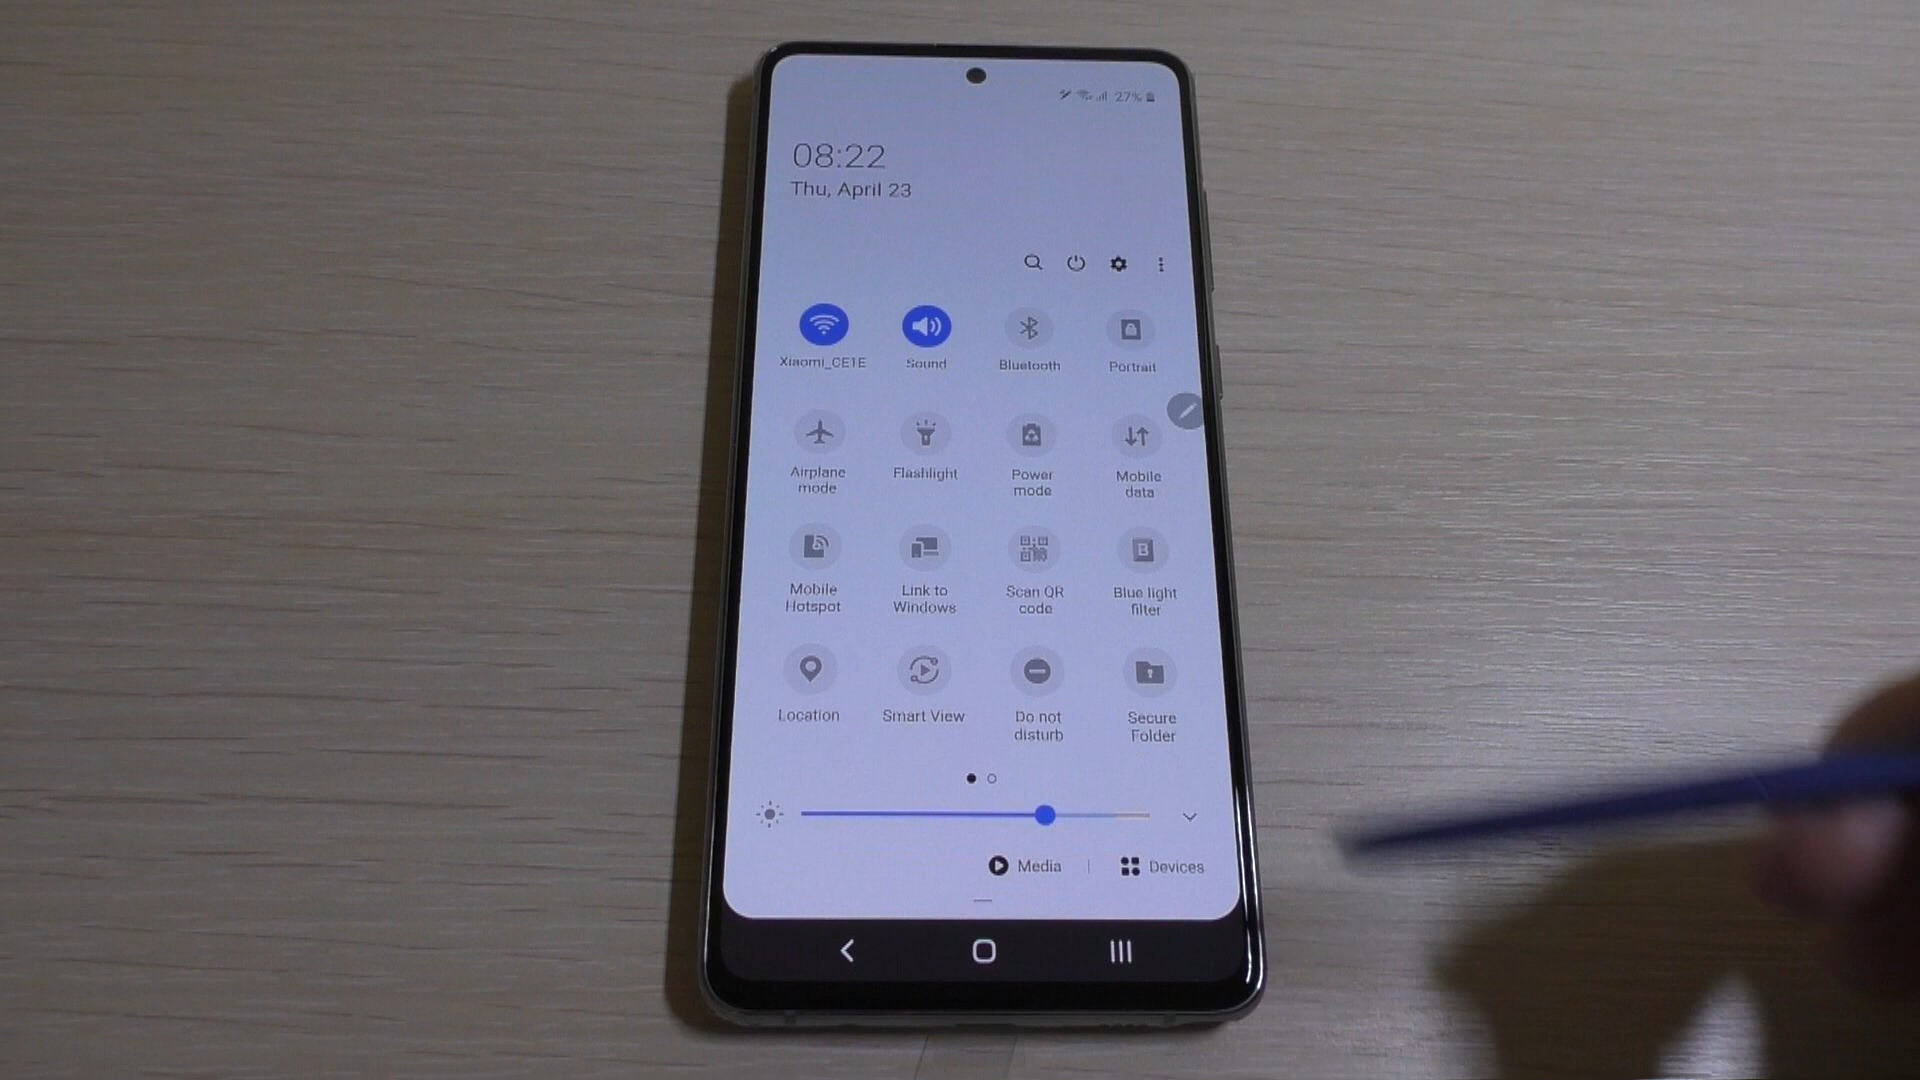 27%
08:22
Thu, April 23
Xiaomi_CE1E
Sound
Bluetooth
Portrait
Airplane
mode
Flashlight
Power
mode
Mobile
data
Mobile
Hotspot
Link to
Windows
Scan QR
code
Blue light
filter
Location
Smart View
Do not
disturb
Secure
Folder
Media
Devices